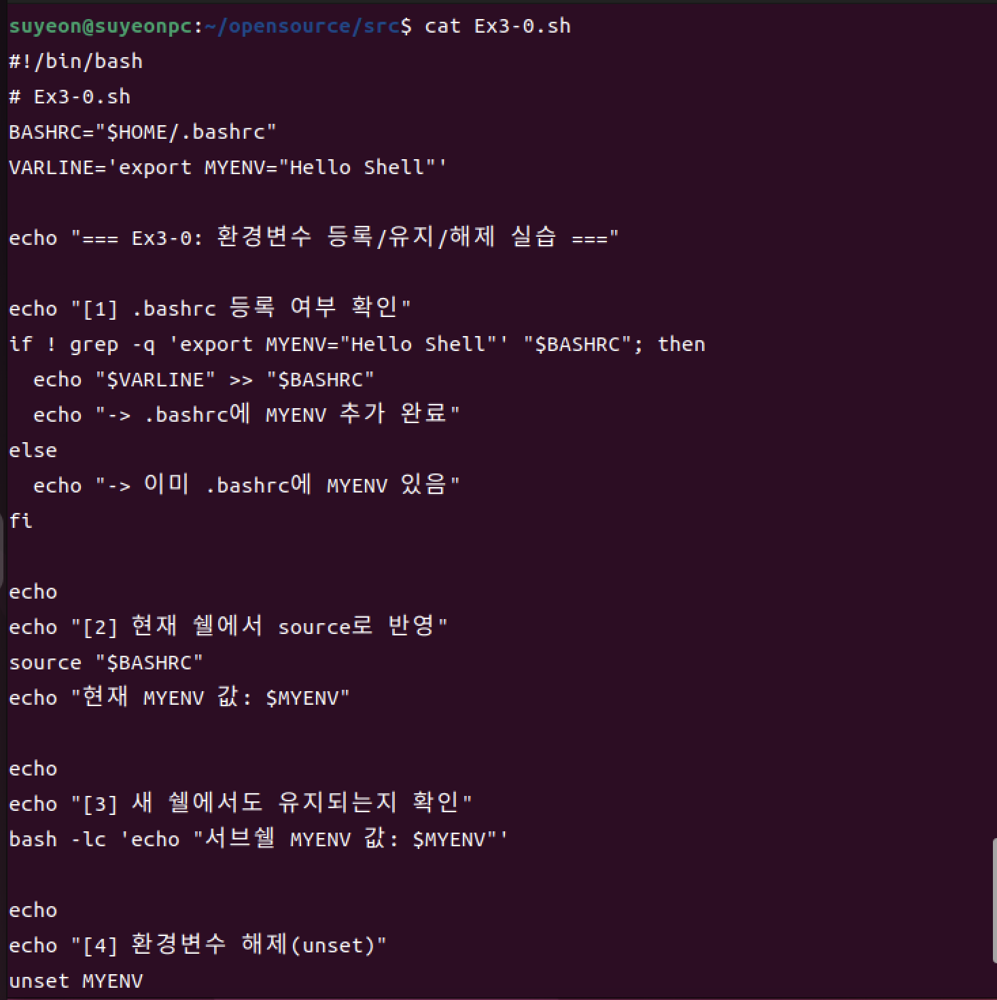 suyeon@suyeonpc:~/opensource/src$ cat Ex3-0.sh
#!/bin/bash
# Ex3-0.sh
BASHRC="$HOME/.bashrc"
VARLINE='export MYENV="Hello Shell"'

echo "=== Ex3-0: 환경변수 등록/유지/해제 실습 ==="

echo "[1] .bashrc 등록 여부 확인"
if ! grep -q 'export MYENV="Hello Shell"' "$BASHRC"; then
  echo "$VARLINE" >> "$BASHRC"
  echo "-> .bashrc에 MYENV 추가 완료"
else
  echo "-> 이미 .bashrc에 MYENV 있음"
fi

echo
echo "[2] 현재 쉘에서 source로 반영"
source "$BASHRC"
echo "현재 MYENV 값: $MYENV"

echo
echo "[3] 새 쉘에서도 유지되는지 확인"
bash -lc 'echo "서브쉘 MYENV 값: $MYENV"'

echo
echo "[4] 환경변수 해제(unset)"
unset MYENV